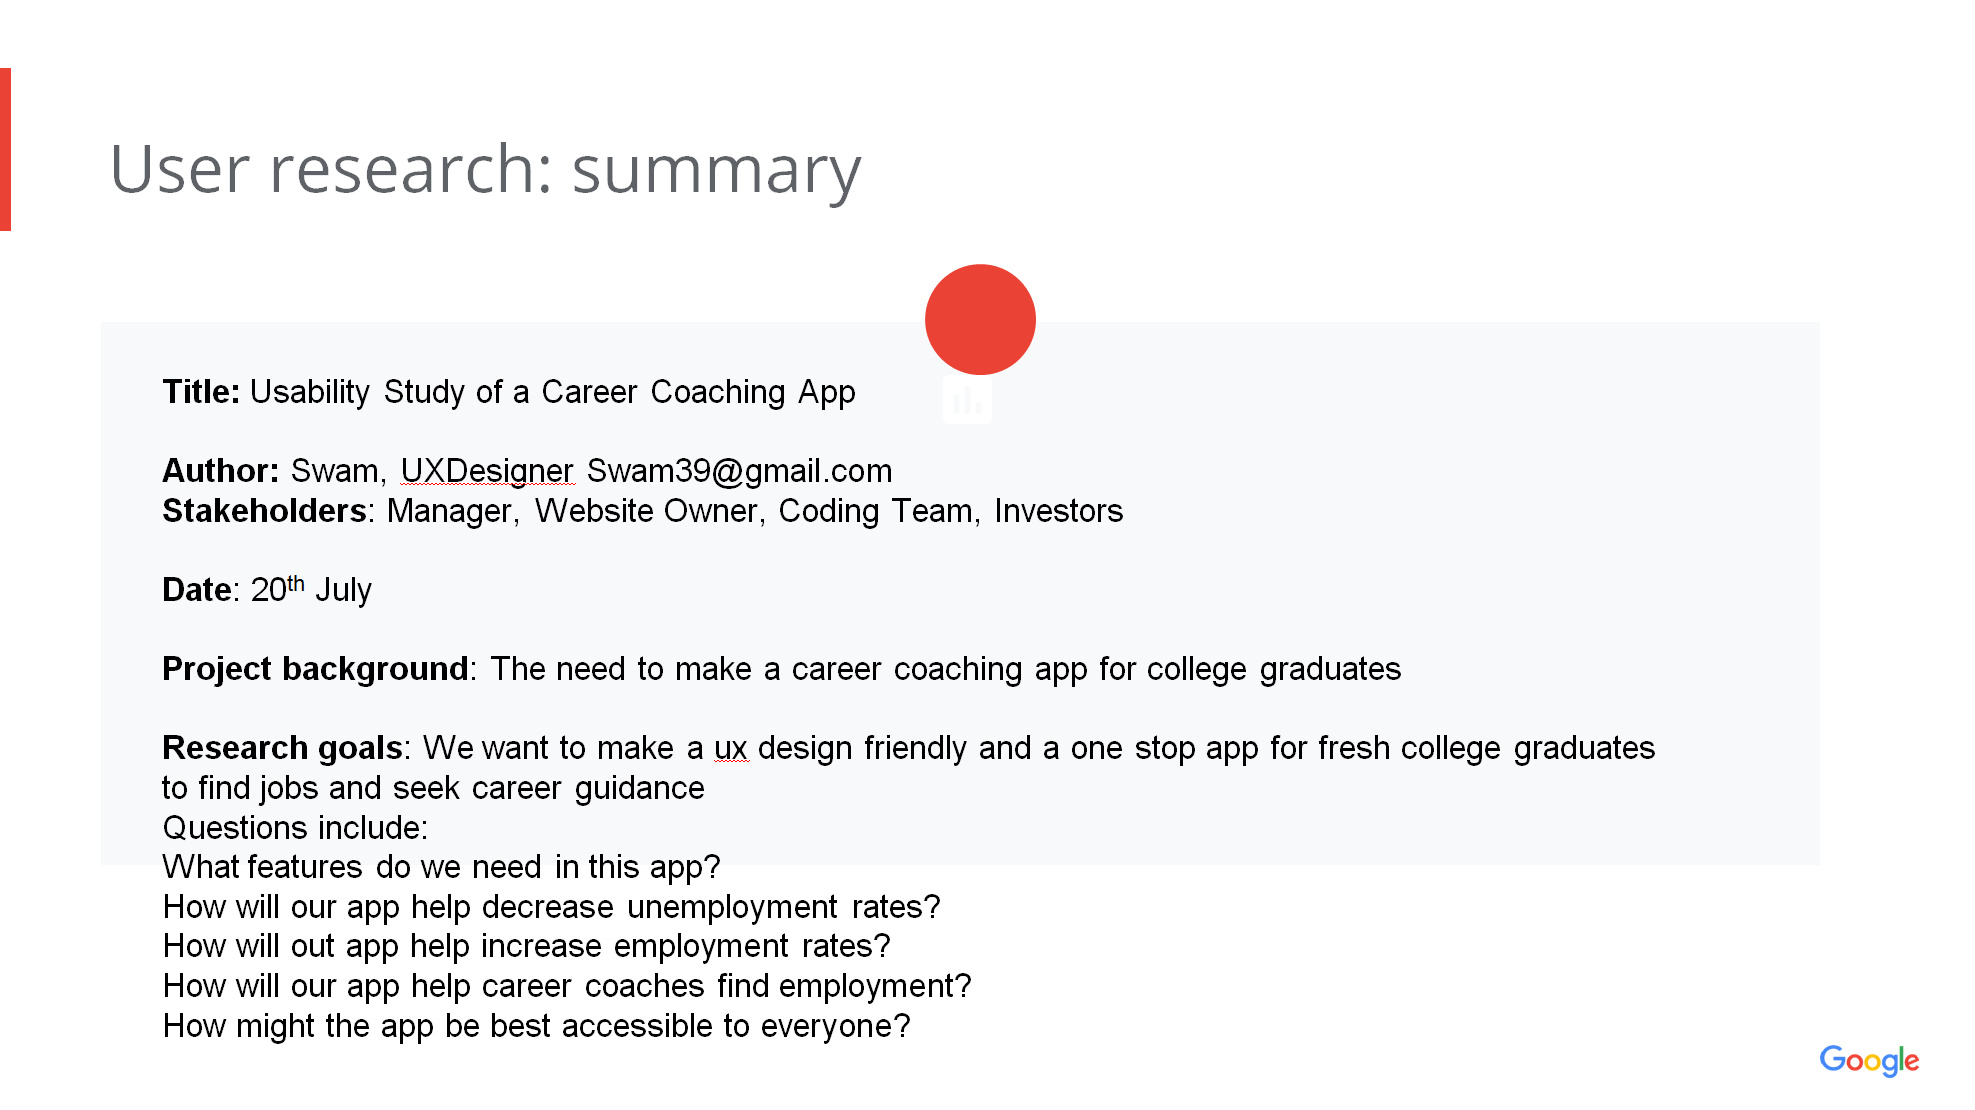 User research: summary
Title: Usability Study of a Career Coaching App
Author: Swam, UXDesigner Swam39@gmail.com
Stakeholders: Manager, Website Owner, Coding Team, Investors
Date: 20th July
Project background: The need to make a career coaching app for college graduates
Research goals: We want to make a ux design friendly and a one stop app for fresh college graduates
to find jobs and seek career guidance
Questions include:
What features do we need in this app?
How will our app help decrease unemployment rates?
How will out app help increase employment rates?
How will our app help career coaches find employment?
How might the app be best accessible to everyone?
Google